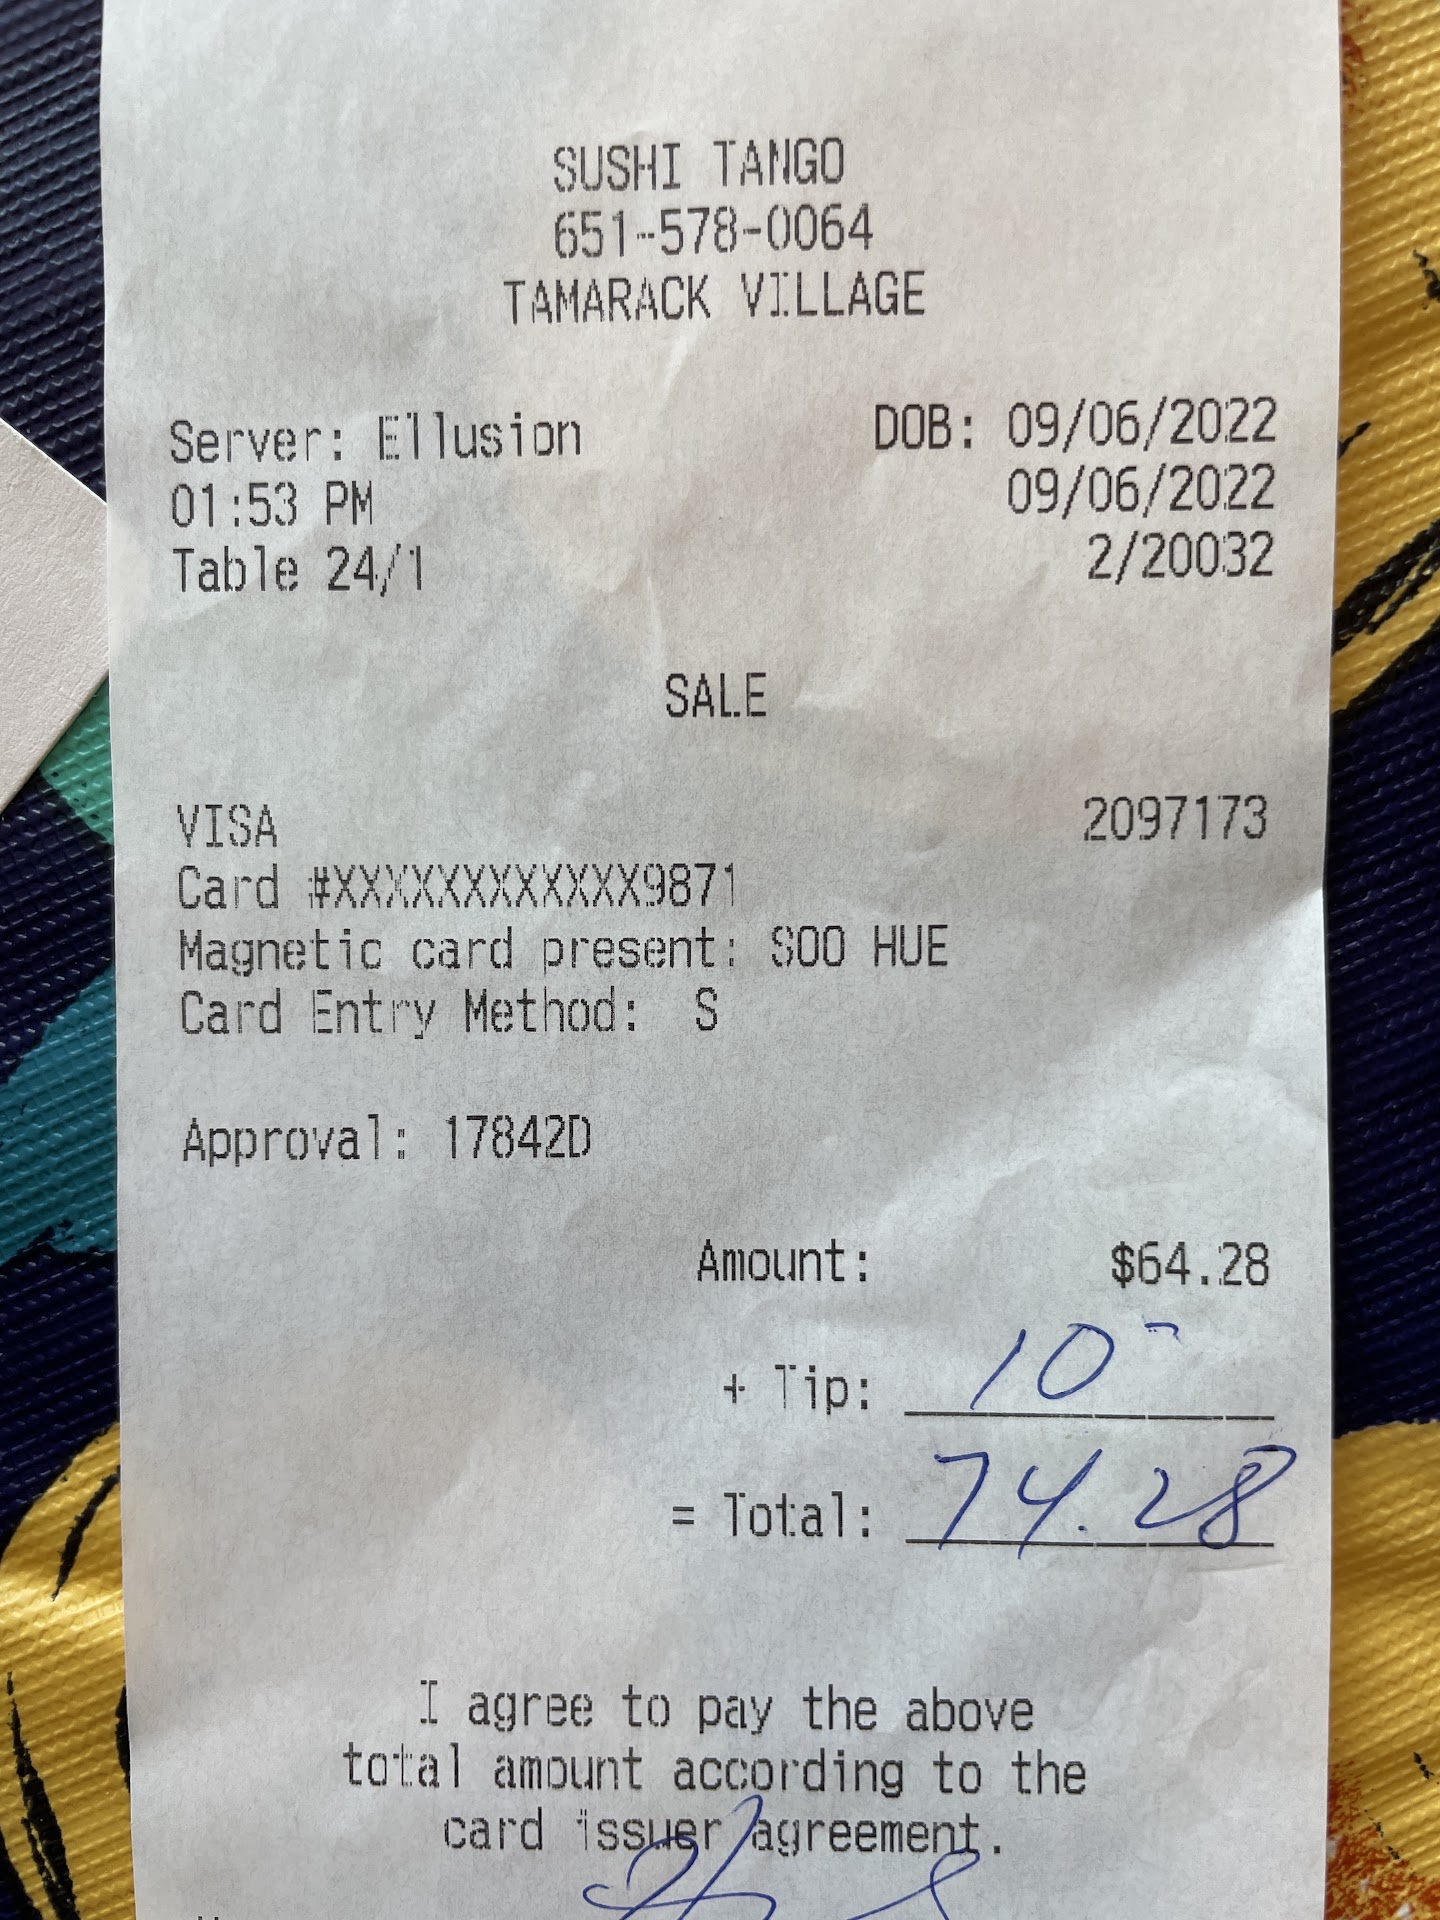 SUSHI TANGO
651-578-0064
TAMARACK VILLAGE
Server: Ellusion DOB: 09/06/2022
01:53 PM 09/06/2022
Table 24/1 2/20032
SALE
VISA 2097173
Card #XXXXXXXXXXXX9871
Magnetic card present: SOO HUE
Card Entry Method: S
Approval: 17842D
Amount: $64.28
+ Tip: 10 -
= Total: 74.28
I agree to pay the above
total amount according to the
card issuer agreement.